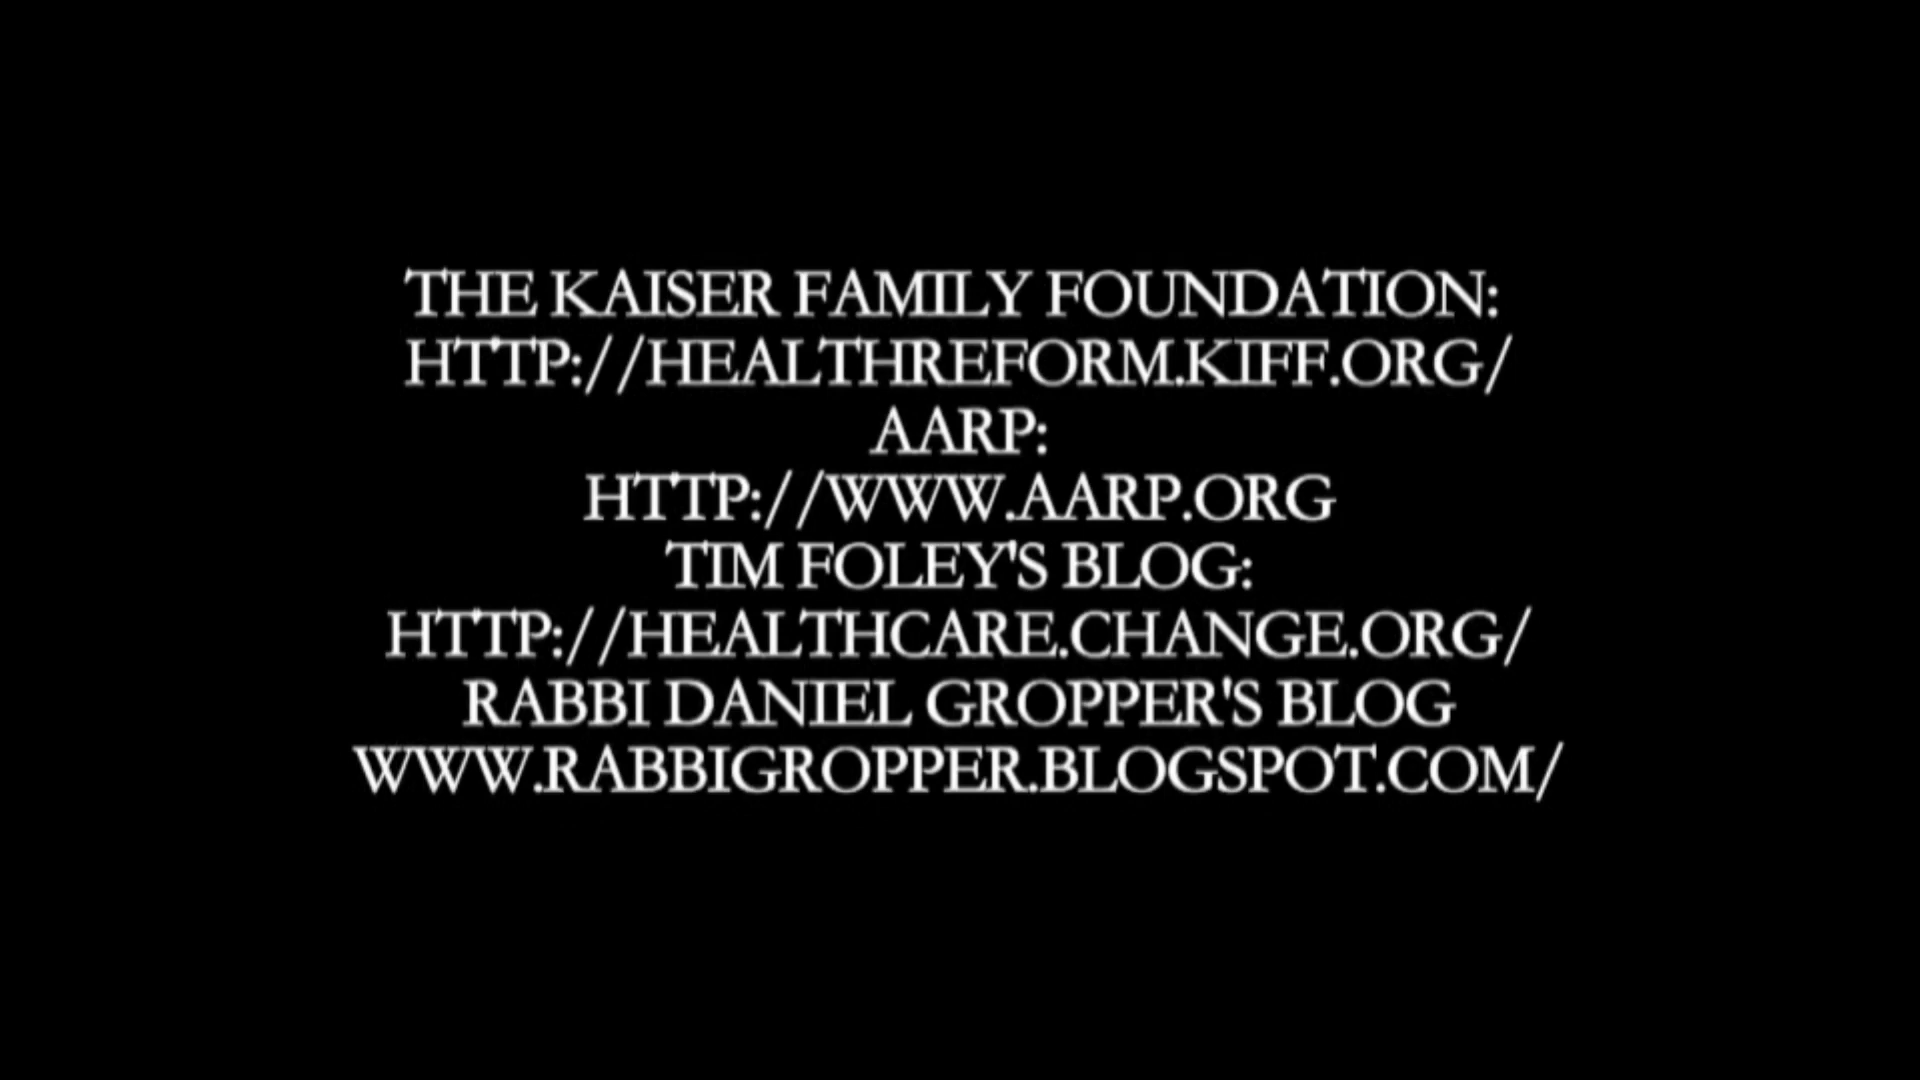 THE KAISER FAMILY FOUNDATION:
HTTP://HEALTHREFORM.KIFF.ORG/
AARP:
HTTP://WWW.AARP.ORG
TIM FOLEY'S BLOG:
HTTP://HEALTHCARE.CHANGE.ORG/
RABBI DANIEL GROPPER'S BLOG
WWW.RABBIGROPPER.BLOGSPOT.COM/